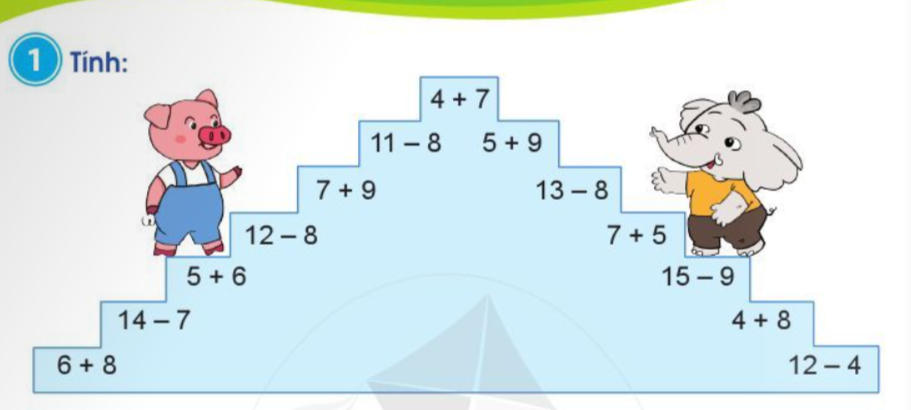 1 Tính:
4 + 7
11 – 8 5 + 9
7 + 9 13 – 8
12 – 8 7 + 5
5 + 6 15 – 9
14 – 7 4 + 8
6 + 8 12 – 4